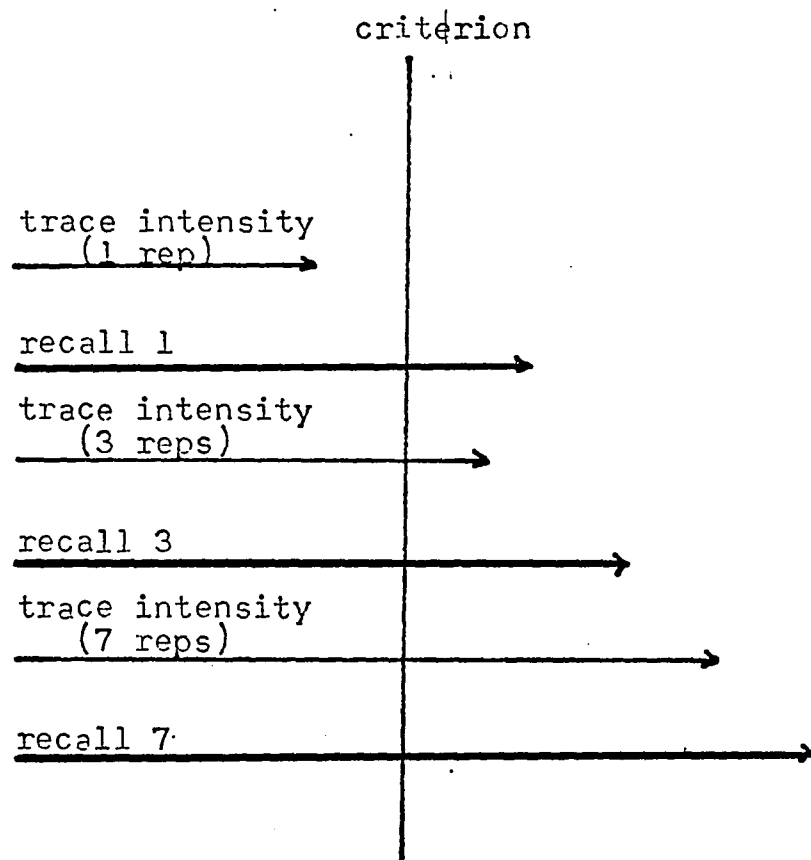 criterion
trace intensity
(1 rep)
recall 1
trace intensity
(3 reps)
recall 3
trace intensity
(7 reps)
recall 7